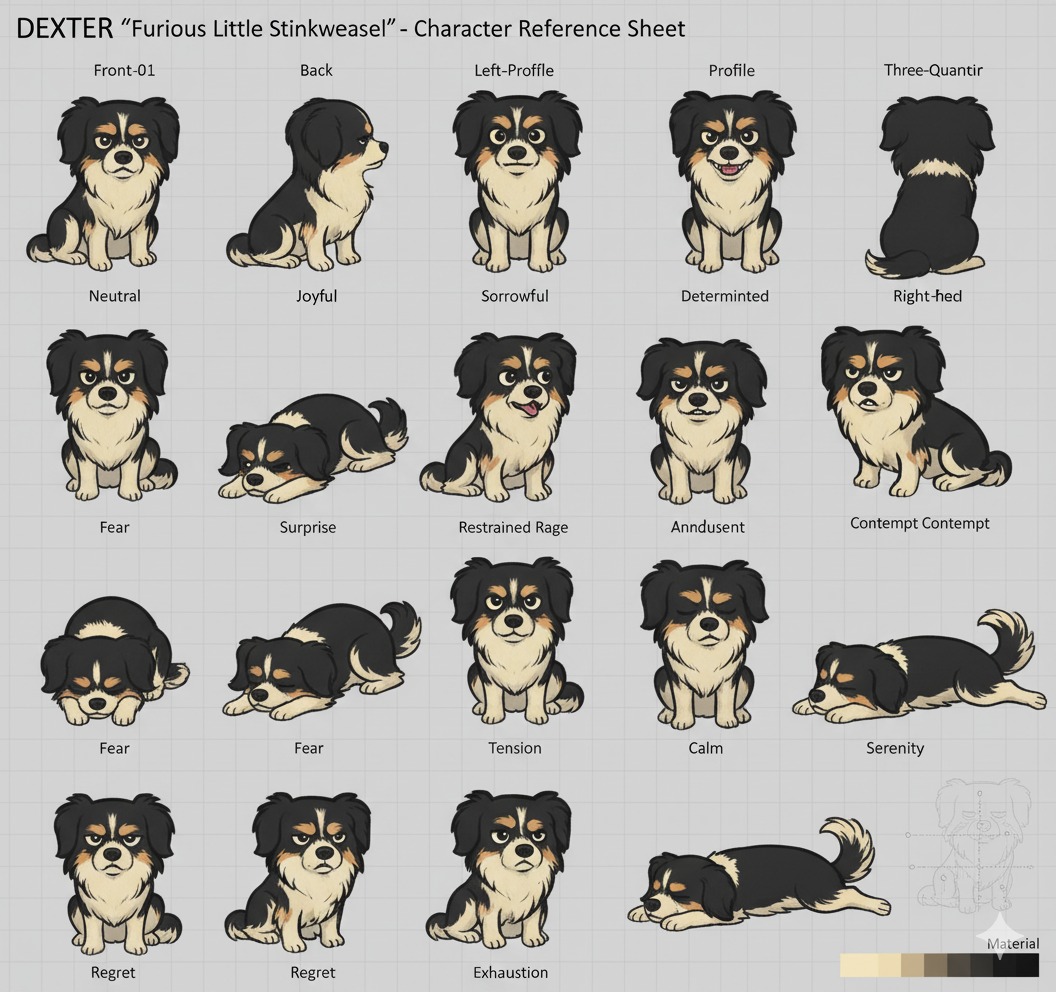 DEXTER "Furious Little Stinkweasel" - Character Reference Sheet
Front-01
Back
Left-Proffle
Profile
Three-Quantir
Neutral
Joyful
Sorrowful
Determinted
Right-hed
Fear
Surprise
Restrained Rage
Anndusent
Contempt Contempt
Fear
Fear
Tension
Calm
Serenity
Regret
Regret
Exhaustion
Material